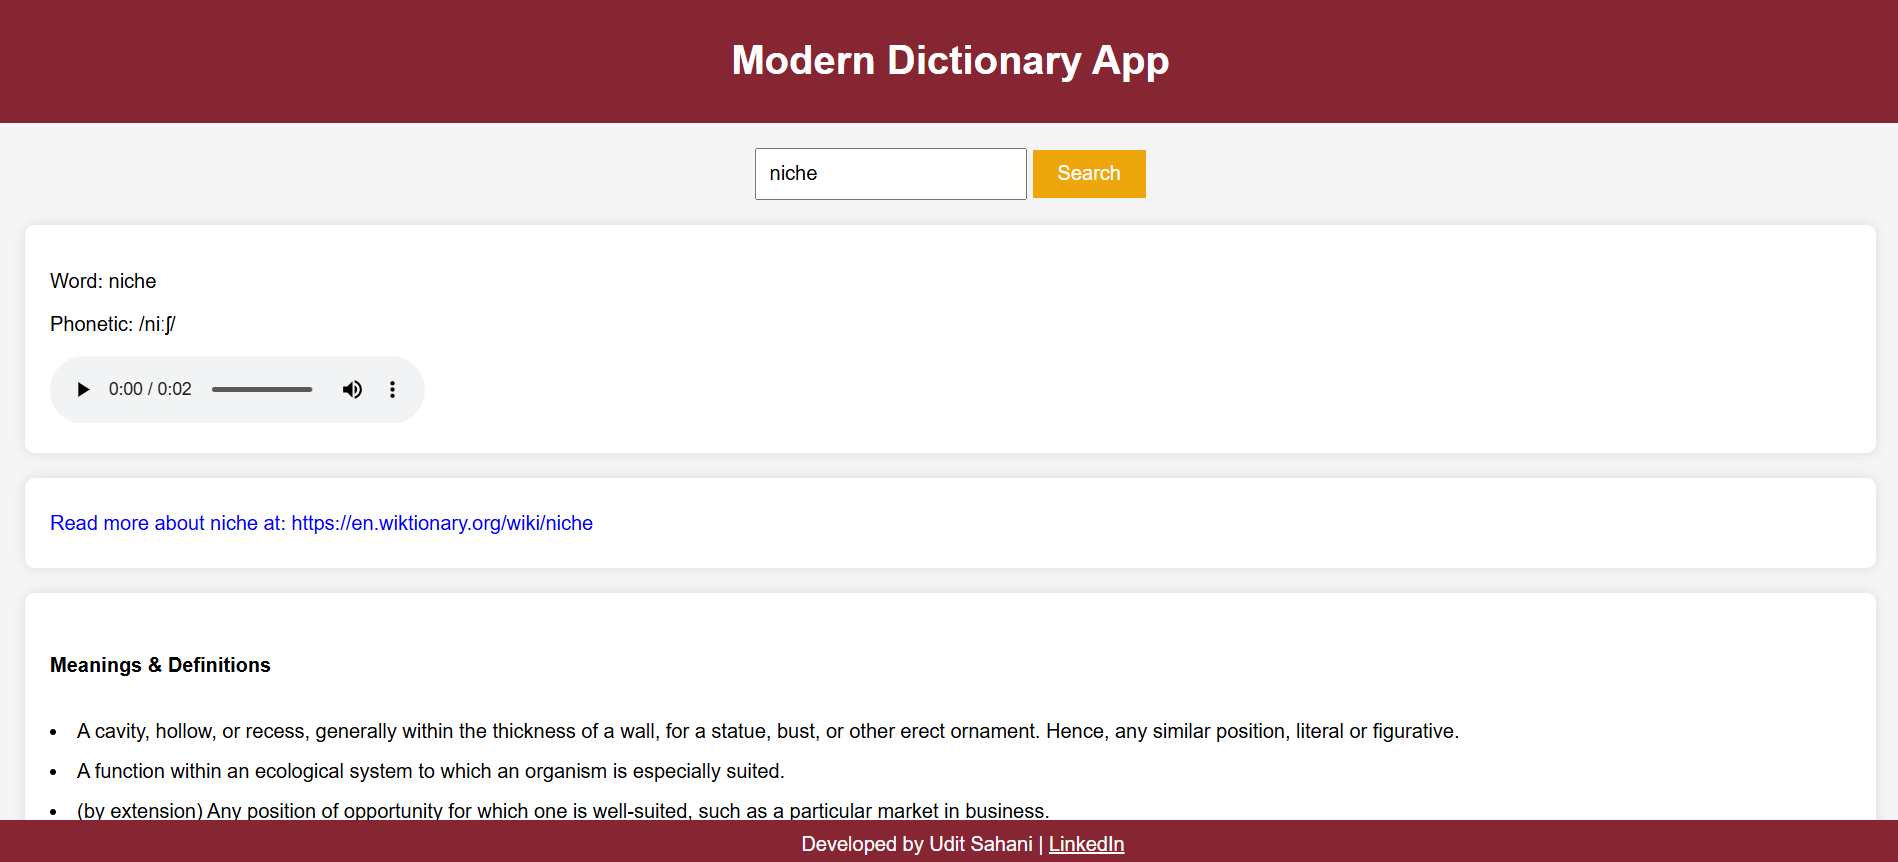 Modern Dictionary App
niche
Search
Word: niche
Phonetic: /niːʃ/
0:00 / 0:02
Read more about niche at: https://en.wiktionary.org/wiki/niche
Meanings & Definitions
• A cavity, hollow, or recess, generally within the thickness of a wall, for a statue, bust, or other erect ornament. Hence, any similar position, literal or figurative.
• A function within an ecological system to which an organism is especially suited.
• (by extension) Any position of opportunity for which one is well-suited, such as a particular market in business.
Developed by Udit Sahani | LinkedIn